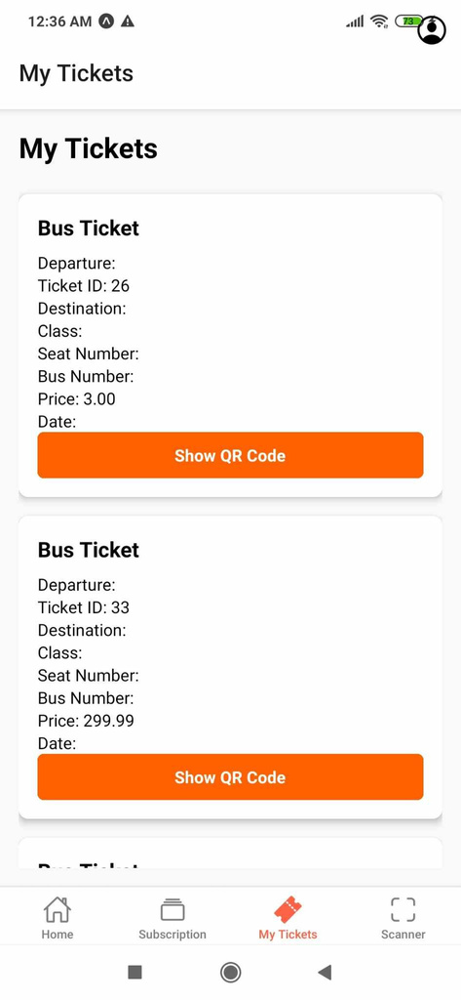 12:36 AM
73
My Tickets
My Tickets
Bus Ticket
Departure:
Ticket ID: 26
Destination:
Class:
Seat Number:
Bus Number:
Price: 3.00
Date:
Show QR Code
Bus Ticket
Departure:
Ticket ID: 33
Destination:
Class:
Seat Number:
Bus Number:
Price: 299.99
Date:
Show QR Code
Bus Ticket
Home
Subscription
My Tickets
Scanner